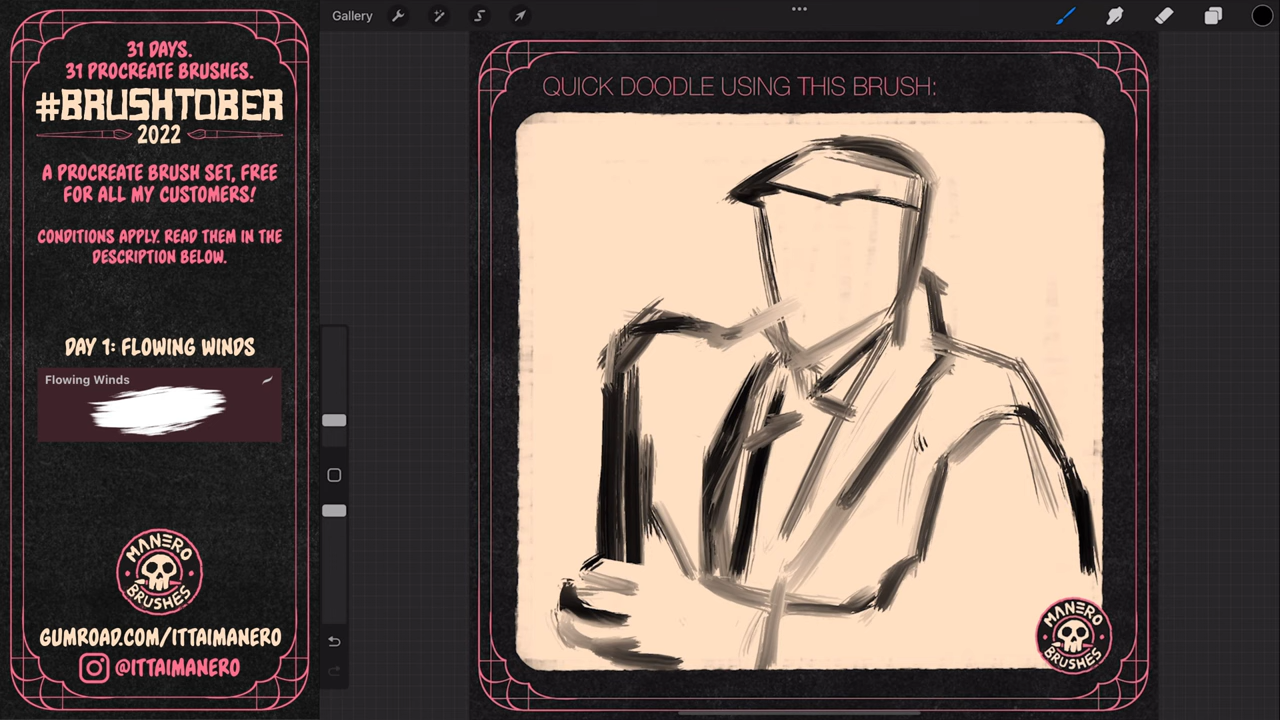 31 DAYS.
31 PROCREATE BRUSHES.
#BRUSHTOBER
2022
A PROCREATE BRUSH SET, FREE
FOR ALL MY CUSTOMERS!
CONDITIONS APPLY. READ THEM IN THE
DESCRIPTION BELOW.
DAY 1: FLOWING WINDS
Flowing Winds
MANERO
BRUSHES
GUMROAD.COM/ITTAIMANERO
@ITTAIMANERO
Gallery
QUICK DOODLE USING THIS BRUSH:
MANERO
BRUSHES